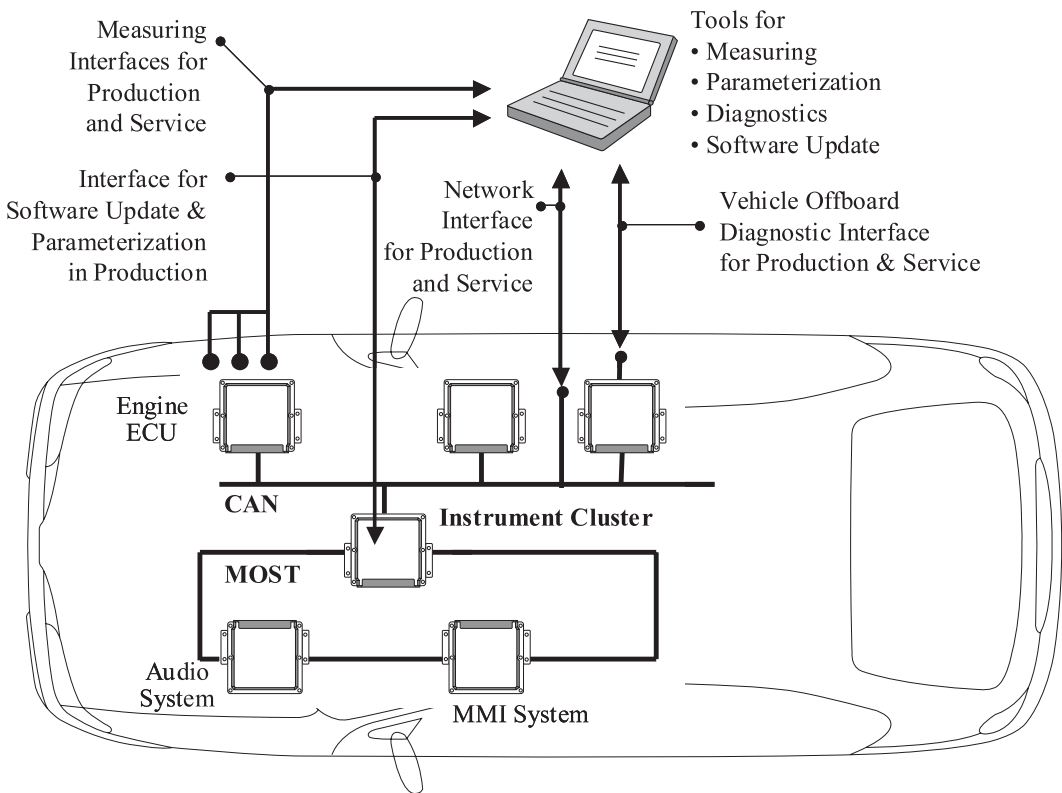 Measuring
Interfaces for
Production
and Service
Tools for
• Measuring
• Parameterization
• Diagnostics
• Software Update
Interface for
Software Update &
Parameterization
in Production
Network
Interface
for Production
and Service
Vehicle Offboard
Diagnostic Interface
for Production & Service
Engine
ECU
CAN
Instrument Cluster
MOST
Audio
System
MMI System